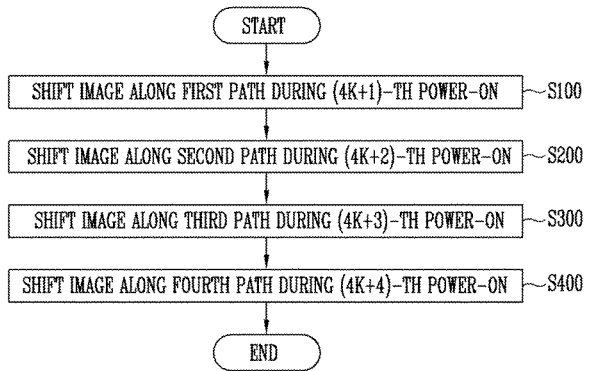 START
SHIFT IMAGE ALONG FIRST PATH DURING (4K+1)-TH POWER-ON S100
SHIFT IMAGE ALONG SECOND PATH DURING (4K+2)-TH POWER-ON S200
SHIFT IMAGE ALONG THIRD PATH DURING (4K+3)-TH POWER-ON S300
SHIFT IMAGE ALONG FOURTH PATH DURING (4K+4)-TH POWER-ON S400
END